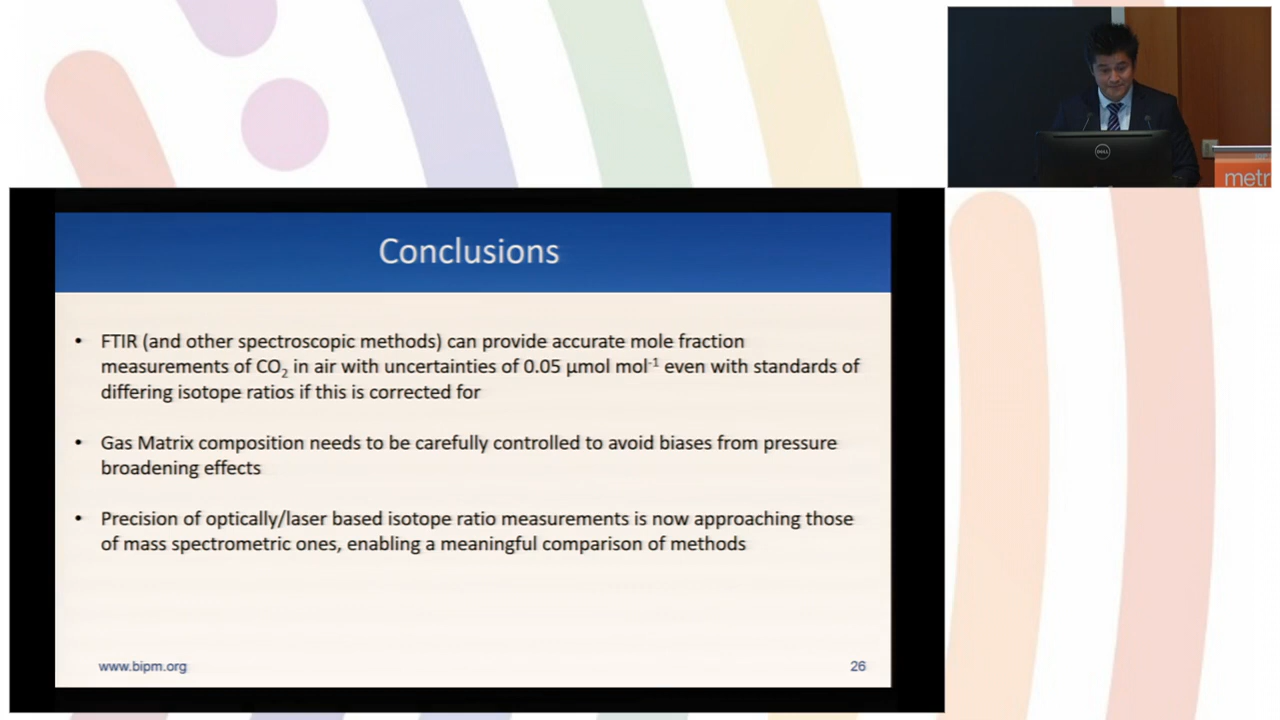 DELL
metr
Conclusions
• FTIR (and other spectroscopic methods) can provide accurate mole fraction
measurements of CO₂ in air with uncertainties of 0.05 μmol mol⁻¹ even with standards of
differing isotope ratios if this is corrected for
• Gas Matrix composition needs to be carefully controlled to avoid biases from pressure
broadening effects
• Precision of optically/laser based isotope ratio measurements is now approaching those
of mass spectrometric ones, enabling a meaningful comparison of methods
www.bipm.org
26